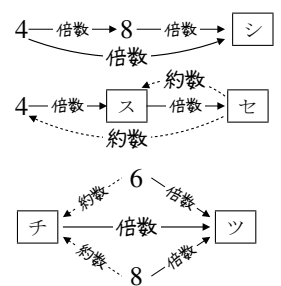 4 倍数 8 倍数 シ
倍数
約数
4 倍数 ス 倍数 セ
約数
6
約数 倍数
チ 倍数 ツ
約数 倍数
8